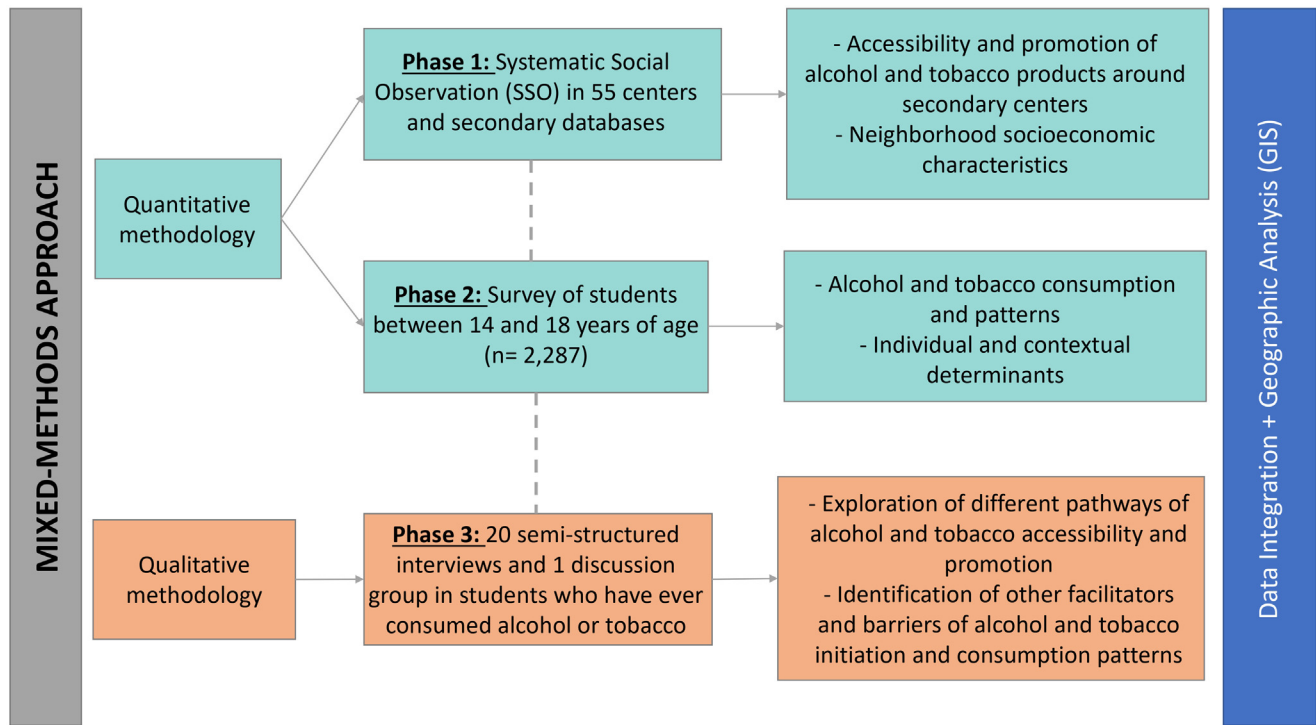 MIXED-METHODS APPROACH
Quantitative
methodology
Phase 1: Systematic Social
Observation (SSO) in 55 centers
and secondary databases
- Accessibility and promotion of
alcohol and tobacco products around
secondary centers
- Neighborhood socioeconomic
characteristics
Phase 2: Survey of students
between 14 and 18 years of age
(n= 2,287)
- Alcohol and tobacco consumption
and patterns
- Individual and contextual
determinants
Qualitative
methodology
Phase 3: 20 semi-structured
interviews and 1 discussion
group in students who have ever
consumed alcohol or tobacco
- Exploration of different pathways of
alcohol and tobacco accessibility and
promotion
- Identification of other facilitators
and barriers of alcohol and tobacco
initiation and consumption patterns
Data Integration + Geographic Analysis (GIS)